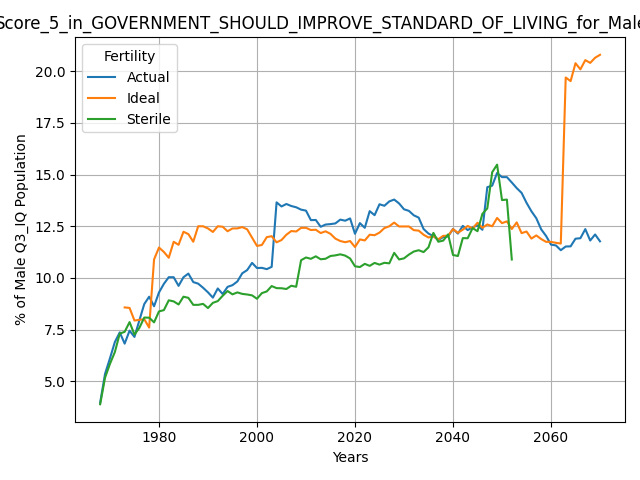 Score_5_in_GOVERNMENT_SHOULD_IMPROVE_STANDARD_OF_LIVING_for_Male
Fertility
Actual
Ideal
Sterile
% of Male Q3_IQ Population
20.0
17.5
15.0
12.5
10.0
7.5
5.0
1980
2000
2020
2040
2060
Years